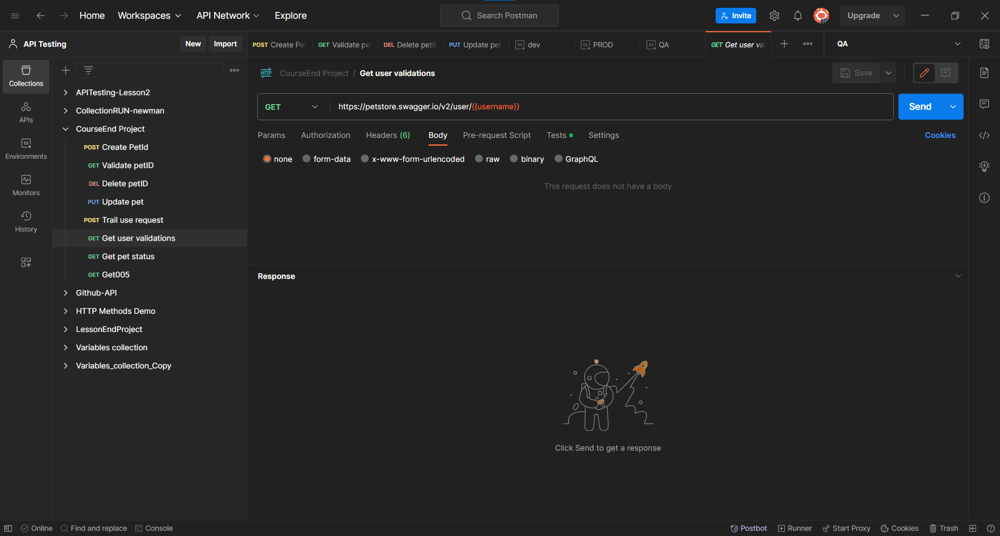 Home Workspaces API Network Explore Search Postman Invite Upgrade
API Testing New Import POST Create Pe GET Validate pe DEL Delete petI PUT Update pet dev PROD QA GET Get user va QA
Collections
APIs
Environments
Monitors
History
APITesting-Lesson2
CollectionRUN-newman
CourseEnd Project
POST Create PetId
GET Validate petID
DEL Delete petID
PUT Update pet
POST Trail use request
GET Get user validations
GET Get pet status
GET Get005
Github-API
HTTP Methods Demo
LessonEndProject
Variables collection
Variables_collection_Copy
HTTP CourseEnd Project / Get user validations Save
GET https://petstore.swagger.io/v2/user/{{username}} Send
Params Authorization Headers (6) Body Pre-request Script Tests Settings Cookies
none form-data x-www-form-urlencoded raw binary GraphQL
This request does not have a body
Response
Click Send to get a response
Online Find and replace Console Postbot Runner Start Proxy Cookies Trash